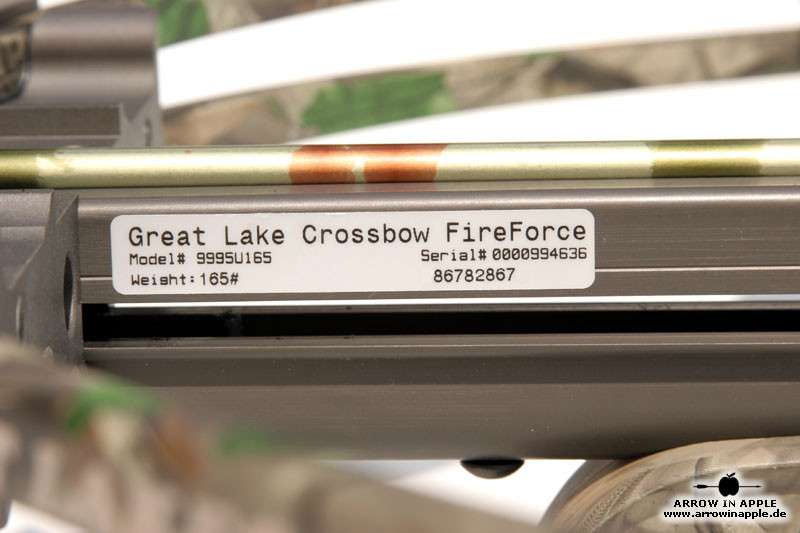 Great Lake Crossbow FireForce
Model# 9995U165 Serial# 0000994636
Weight:165# 86782867
ARROW IN APPLE
www.arrowinapple.de